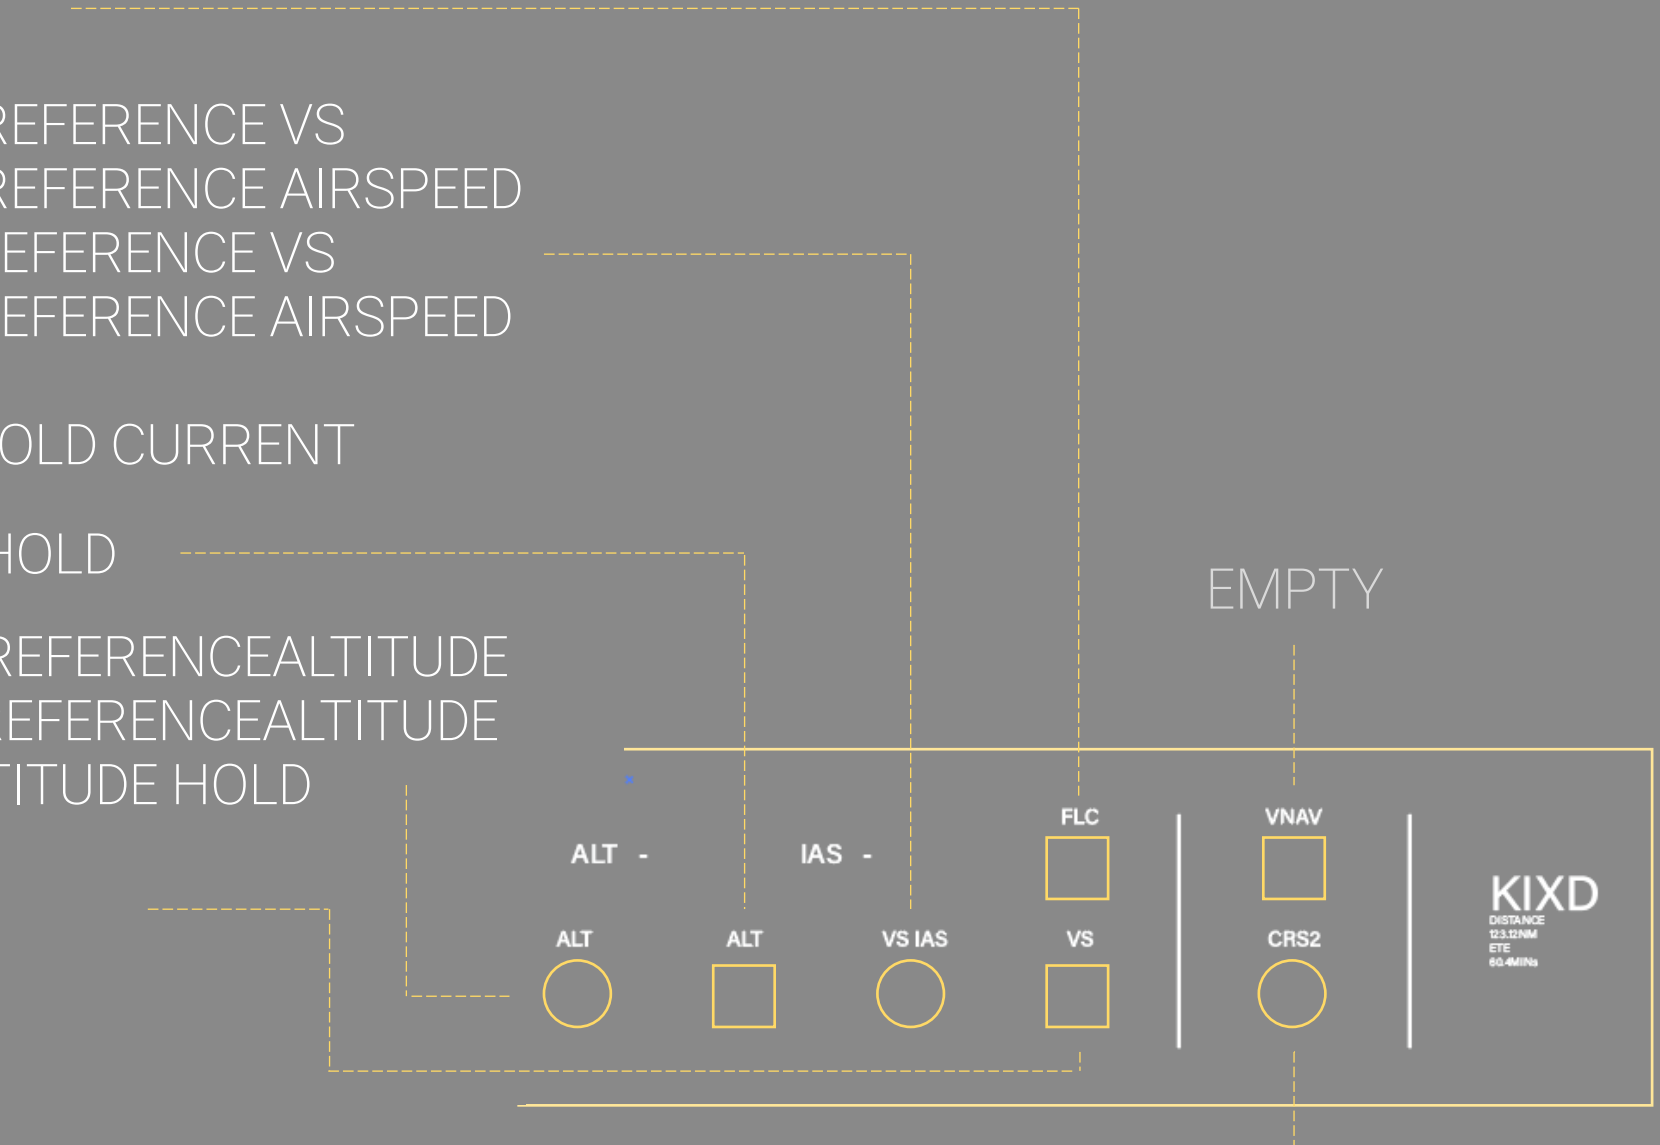 REFERENCE VS
REFERENCE AIRSPEED
EFERENCE VS
EFERENCE AIRSPEED
OLD CURRENT
HOLD
REFERENCEALTITUDE
EFERENCEALTITUDE
TITUDE HOLD
EMPTY
FLC
VNAV
ALT -
IAS -
KIXD
DISTANCE
123.12NM
ETE
60.4MINs
ALT
ALT
VS IAS
VS
CRS2